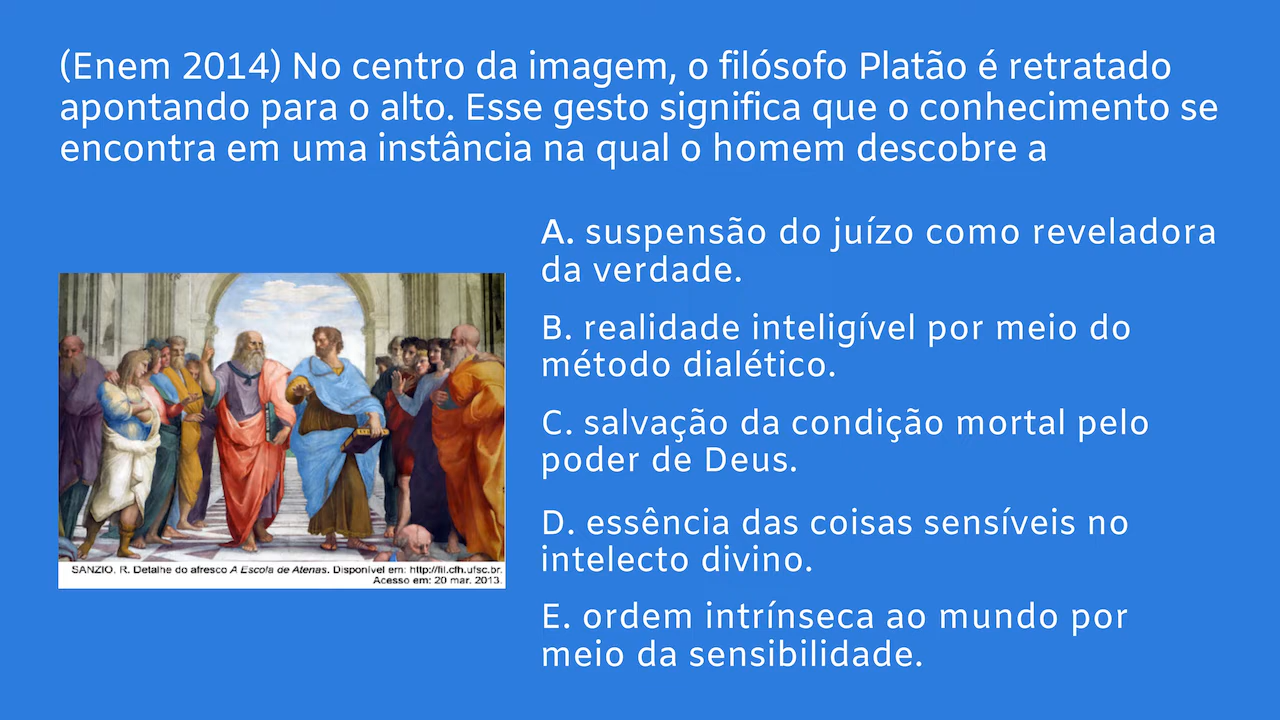 (Enem 2014) No centro da imagem, o filósofo Platão é retratado
apontando para o alto. Esse gesto significa que o conhecimento se
encontra em uma instância na qual o homem descobre a
A. suspensão do juízo como reveladora
da verdade.
B. realidade inteligível por meio do
método dialético.
C. salvação da condição mortal pelo
poder de Deus.
D. essência das coisas sensíveis no
intelecto divino.
E. ordem intrínseca ao mundo por
meio da sensibilidade.
SANZIO, R. Detalhe do afresco A Escola de Atenas. Disponível em: http://fil.cfh.ufsc.br.
Acesso em: 20 mar. 2013.